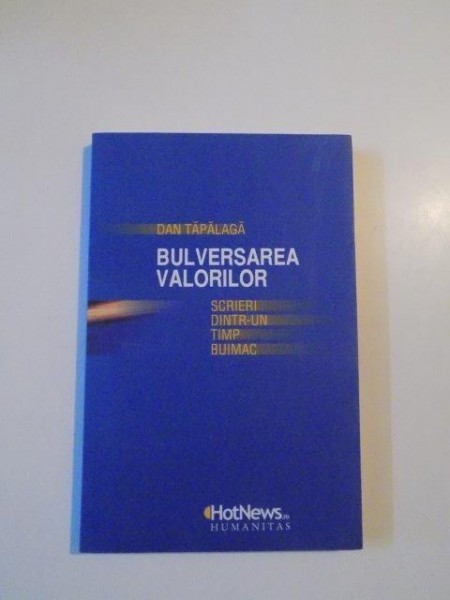 DAN TĂPĂLAGĂ
BULVERSAREA
VALORILOR
SCRIERI
DINTR-UN
TIMP
BUIMAC
HotNews.ro
HUMANITAS